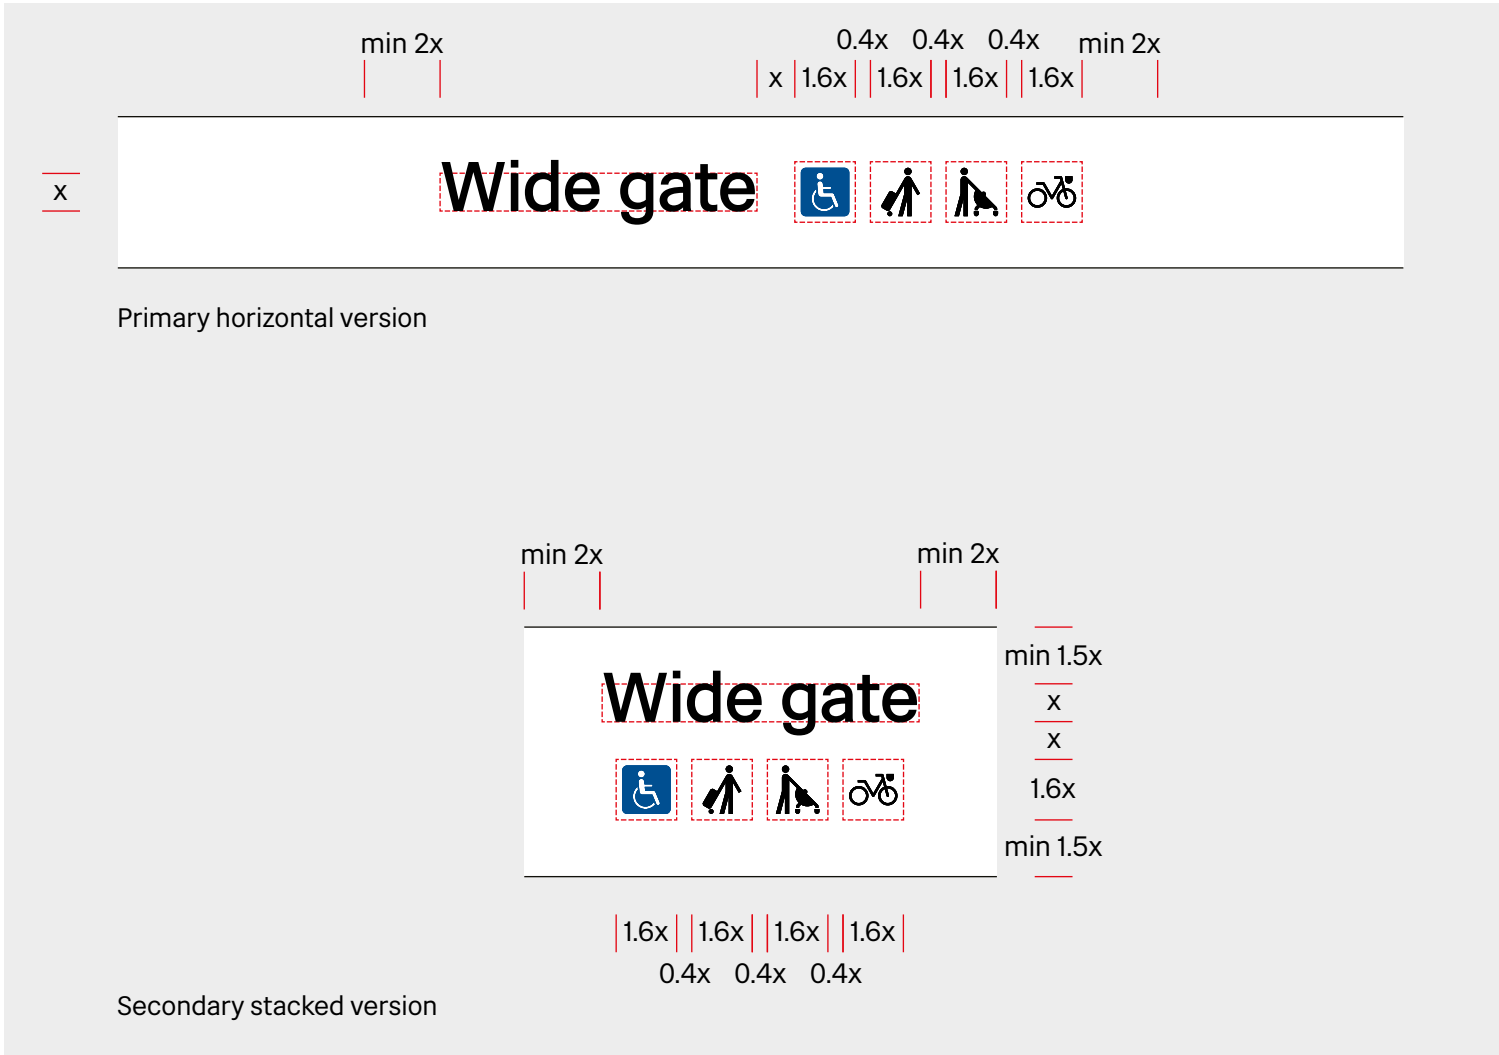 0.4x 0.4x 0.4x
min 2x min 2x
x 1.6x 1.6x 1.6x 1.6x
x Wide gate
Primary horizontal version
min 2x min 2x
min 1.5x
Wide gate x
x
1.6x
min 1.5x
1.6x 1.6x 1.6x 1.6x
0.4x 0.4x 0.4x
Secondary stacked version